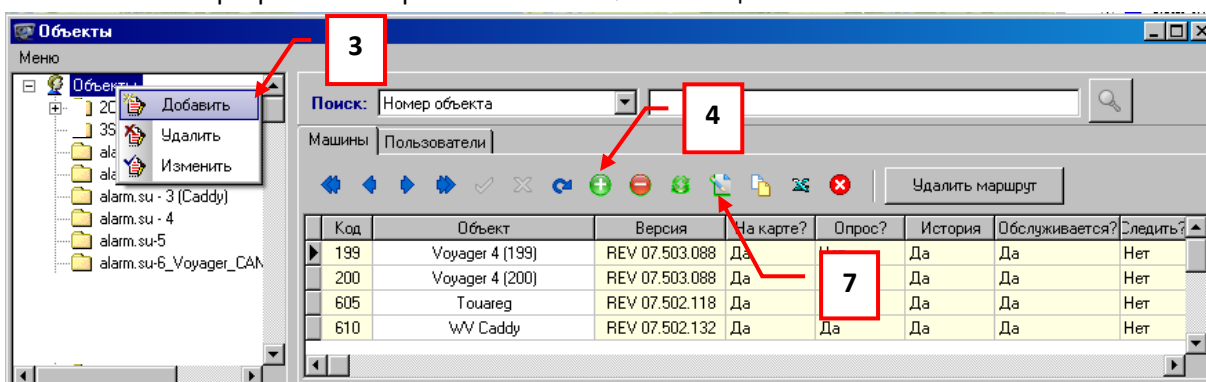 Объекты
Меню
Объекты
Добавить
Удалить
Изменить
alarm.su - 3 (Caddy)
alarm.su - 4
alarm.su-5
alarm.su-6_Voyager_CAN
3
4
7
Поиск: Номер объекта
Машины Пользователи
Удалить маршрут
Код Объект Версия На карте? Опрос? История Обслуживается? Следить?
199 Voyager 4 (199) REV 07.503.088 Да Да Да Нет
200 Voyager 4 (200) REV 07.503.088 Да Да Да Нет
605 Touareg REV 07.502.118 Да Да Да Нет
610 WV Caddy REV 07.502.132 Да Да Да Да Нет